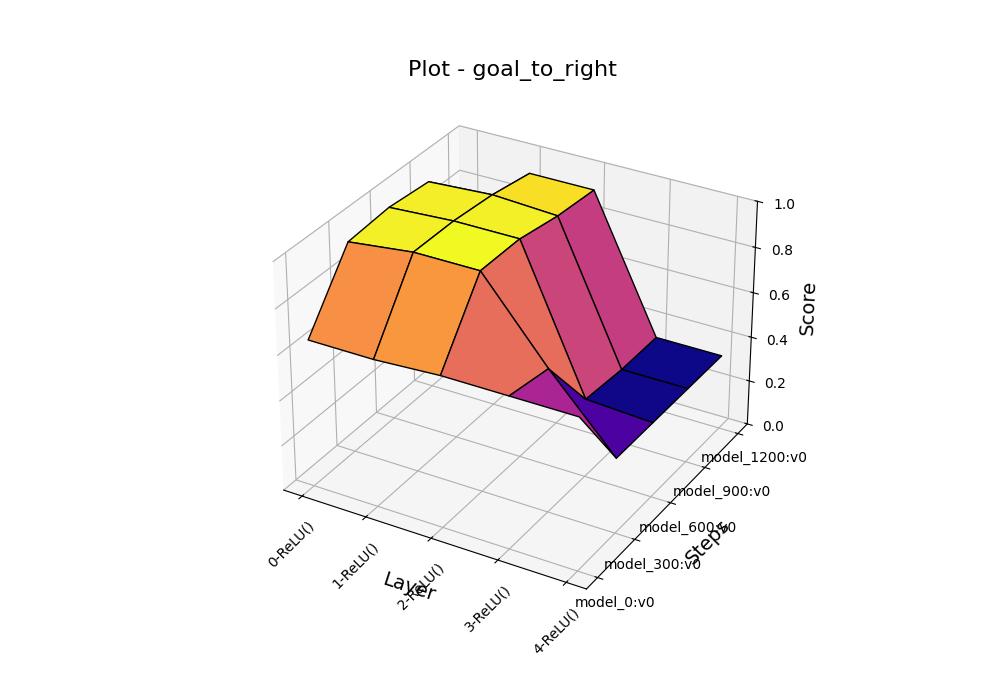 Plot - goal_to_right
1.0
0.8
0.6
0.4
0.2
0.0
Score
model_1200:v0
model_900:v0
model_600:v0
model_300:v0
model_0:v0
Steps
0-ReLU()
1-ReLU()
2-ReLU()
3-ReLU()
4-ReLU()
Layer